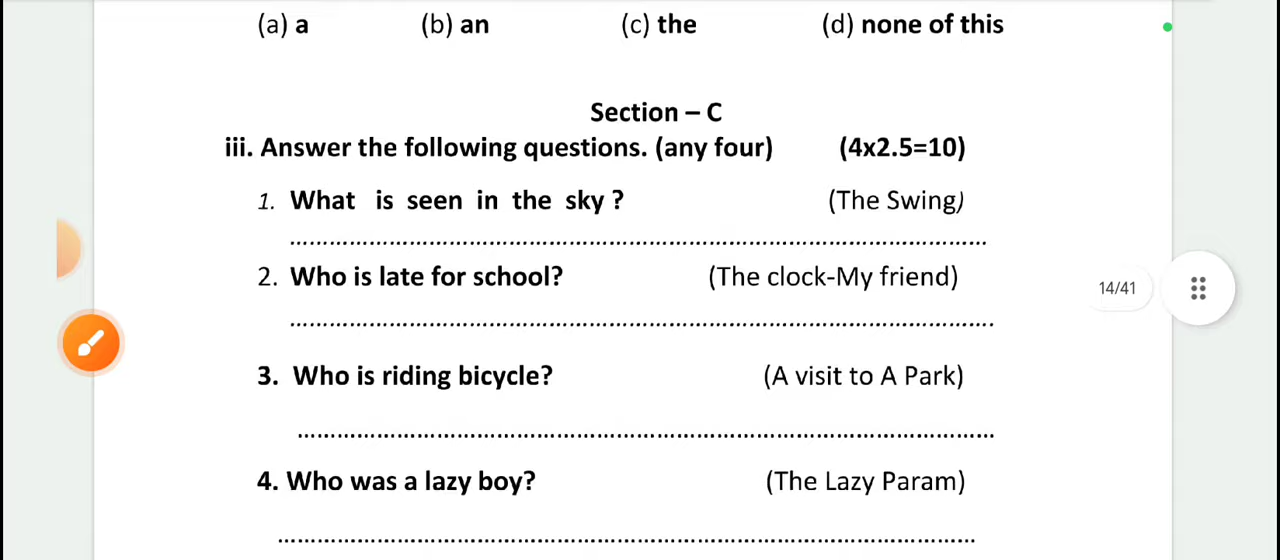 (a) a (b) an (c) the (d) none of this
Section – C
iii. Answer the following questions. (any four) (4x2.5=10)
1. What is seen in the sky ? (The Swing)
................................................................................................
2. Who is late for school? (The clock-My friend)
................................................................................................
14/41
3. Who is riding bicycle? (A visit to A Park)
................................................................................................
4. Who was a lazy boy? (The Lazy Param)
................................................................................................